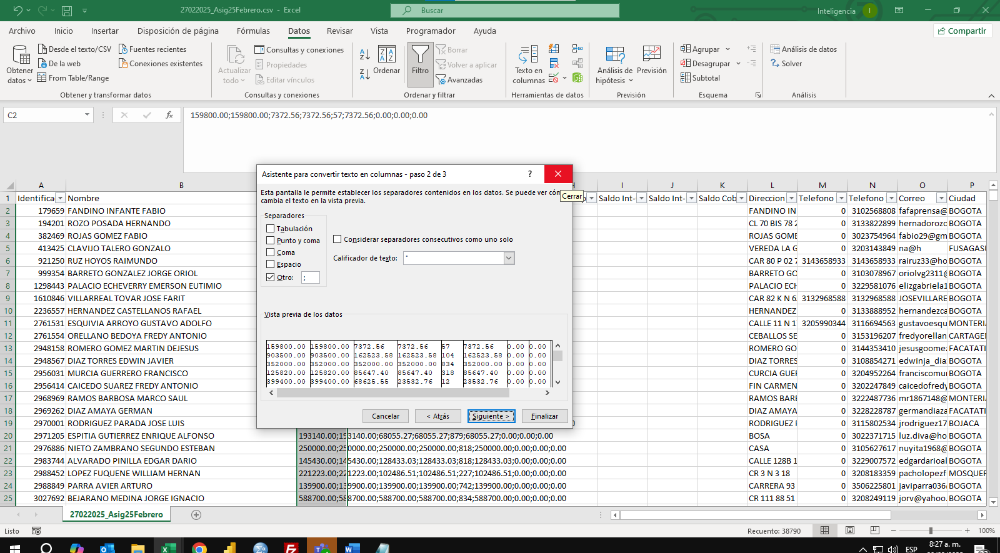 27022025_Asig25Febrero.csv - Excel
Buscar
Inteligencia I
Archivo Inicio Insertar Disposición de página Fórmulas Datos Revisar Vista Programador Ayuda
Compartir
Obtener datos
Desde el texto/CSV
De la web
From Table/Range
Fuentes recientes
Conexiones existentes
Obtener y transformar datos
Actualizar todo
Consultas y conexiones
Propiedades
Editar vínculos
Consultas y conexiones
Ordenar
Filtro
Borrar
Volver a aplicar
Avanzadas
Ordenar y filtrar
Texto en columnas
Herramientas de datos
Análisis de hipótesis
Previsión
Previsión
Agrupar
Desagrupar
Subtotal
Esquema
Análisis de datos
Solver
Análisis
C2
fx
159800.00;159800.00;7372.56;7372.56;57;7372.56;0.00;0.00;0.00
Asistente para convertir texto en columnas - paso 2 de 3
?
Esta pantalla le permite establecer los separadores contenidos en los datos. Se puede ver cóm
cambia el texto en la vista previa.
Cerrar
Separadores
Tabulación
Punto y coma
Coma
Espacio
Otro: ;
Considerar separadores consecutivos como uno solo
Calificador de texto: "
Vista previa de los datos
159800.00 159800.00 7372.56 7372.56 57 7372.56 0.00 0.00
903500.00 903500.00 162523.58 162523.58 104 162523.58 0.00 0.00
352000.00 352000.00 352000.00 352000.00 834 352000.00 0.00 0.00
125820.00 125820.00 85647.40 85647.40 318 85647.40 0.00 0.00
399400.00 399400.00 68625.55 23532.76 12 23532.76 0.00 0.00
Cancelar < Atrás Siguiente > Finalizar
A B H I J K L M N O P
1 Identifica Nombre Saldo Int- Saldo Int- Saldo Cob Direccion Telefono Telefono Correo Ciudad
2 179659 FANDINO INFANTE FABIO FANDINO IN 0 3102568808 fafaprensa@ BOGOTA
3 194201 ROZO POSADA HERNANDO CL 70 BIS 78 2 0 3133822899 hernadorozo BOGOTA
4 382469 ROJAS GOMEZ FABIO ROJAS GOME 0 3023754964 fabio29@gm BOGOTA
5 413425 CLAVIJO TALERO GONZALO VEREDA LA G 0 3203143849 na@h FUSAGASU
6 921250 RUZ HOYOS RAIMUNDO CAR 80 P 02 7 3143658933 3143658933 rairuz33@ho BOGOTA
7 999354 BARRETO GONZALEZ JORGE ORIOL BARRETO GO 0 3103078967 oriolvg2311@ BOGOTA
8 1298443 PALACIO ECHEVERRY EMERSON EUTIMIO PALACIO ECH 0 3229581076 elizgabriela1 BOGOTA
9 1610846 VILLARREAL TOVAR JOSE FARIT CAR 82 K N 6 3132968588 3132968588 JOSEVILLARE BOGOTA
10 2236557 HERNANDEZ CASTELLANOS RAFAEL HERNANDEZ 0 3133888952 hernandezca BOGOTA
11 2761531 ESQUIVIA ARROYO GUSTAVO ADOLFO CALLE 11 N 1 3205990344 3116694563 gustavoesqu MONTERIA
12 2761554 ORELLANO BEDOYA FREDY ANTONIO CEBALLOS SE 0 3153196207 fredyorellan CARTAGEN
13 2948158 ROMERO GOMEZ MARTIN DEJESUS ROMERO GO 0 3144353410 jesusgoomez FACATATI
14 2948567 DIAZ TORRES EDWIN JAVIER DIAZ TORRES 0 3108854271 edwinja_dia BOGOTA
15 2956031 MURCIA GUERRERO FRANCISCO CURCIA GUER 0 3204952264 franciscomu BOGOTA
16 2956414 CAICEDO SUAREZ FREDY ANTONIO FIN CARMEN 0 3202247849 caicedofredy BOGOTA
17 2968969 RAMOS BARBOSA MARCO SAUL RAMOS BARB 0 3222487736 mr1867148@ MONTERIA
18 2969262 DIAZ AMAYA GERMAN DIAZ AMAYA 0 3228228787 germandiaza FACATATI
19 2970001 RODRIGUEZ PARADA JOSE LUIS RODRIGUEZ P 0 3115802534 jrodriguez17 BOJACA
20 2971205 ESPITIA GUTIERREZ ENRIQUE ALFONSO 193140.00;193140.00;68055.27;68055.27;879;68055.27;0.00;0.00;0.00 BOSA 0 3022371715 luz.diva@ho BOGOTA
21 2976886 NIETO ZAMBRANO SEGUNDO ESTEBAN 250000.00;250000.00;250000.00;250000.00;818;250000.00;0.00;0.00;0.00 CASA 0 3105627617 nuyita1968@ BOGOTA
22 2983744 ALVARADO PINILLA EDGAR DARIO 145430.00;145430.00;128433.03;128433.03;818;128433.03;0.00;0.00;0.00 CALLE 128B 1 0 3229007572 edgardarioal BOGOTA
23 2988452 LOPEZ FUQUENE WILLIAM HERNAN 221223.00;221223.00;102486.51;102486.51;227;102486.51;0.00;0.00;0.00 CR 3 N 3 18 0 3208183359 pacholopezf MOSQUER
24 2988849 PARRA AVIER ARTURO 139900.00;139900.00;139900.00;139900.00;742;139900.00;0.00;0.00;0.00 CARRERA 93 0 3506225801 javiparra036 BOGOTA
25 3027692 BEJARANO MEDINA JORGE IGNACIO 588700.00;588700.00;588700.00;588700.00;834;588700.00;0.00;0.00;0.00 CR 111 88 51 0 3208249119 jorv@yahoo. BOGOTA
27022025_Asig25Febrero
Listo
Recuento: 38790
100%
ESP
8:27 a. m.